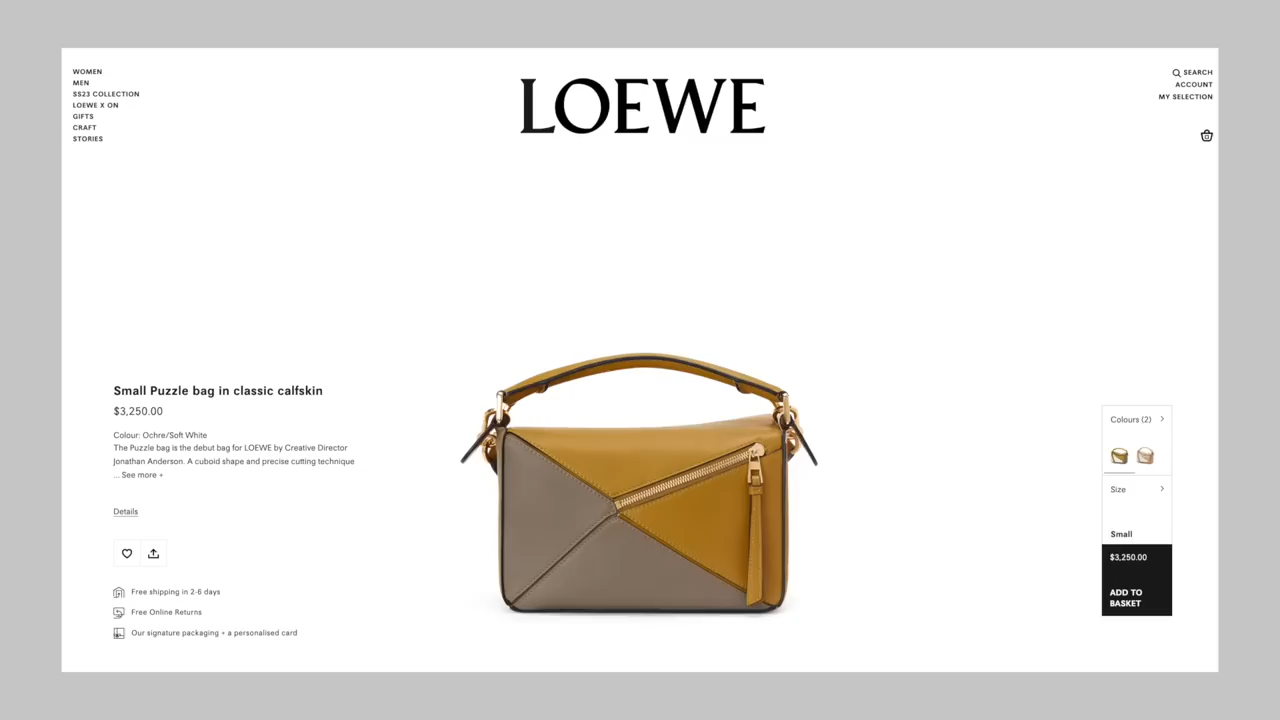 WOMEN
MEN
SS23 COLLECTION
LOEWE X ON
GIFTS
CRAFT
STORIES
LOEWE
SEARCH
ACCOUNT
MY SELECTION
0
Small Puzzle bag in classic calfskin
$3,250.00
Colour: Ochre/Soft White
The Puzzle bag is the debut bag for LOEWE by Creative Director
Jonathan Anderson. A cuboid shape and precise cutting technique
... See more +
Details
Free shipping in 2-6 days
Free Online Returns
Our signature packaging + a personalised card
Colours (2)
Size
Small
$3,250.00
ADD TO
BASKET